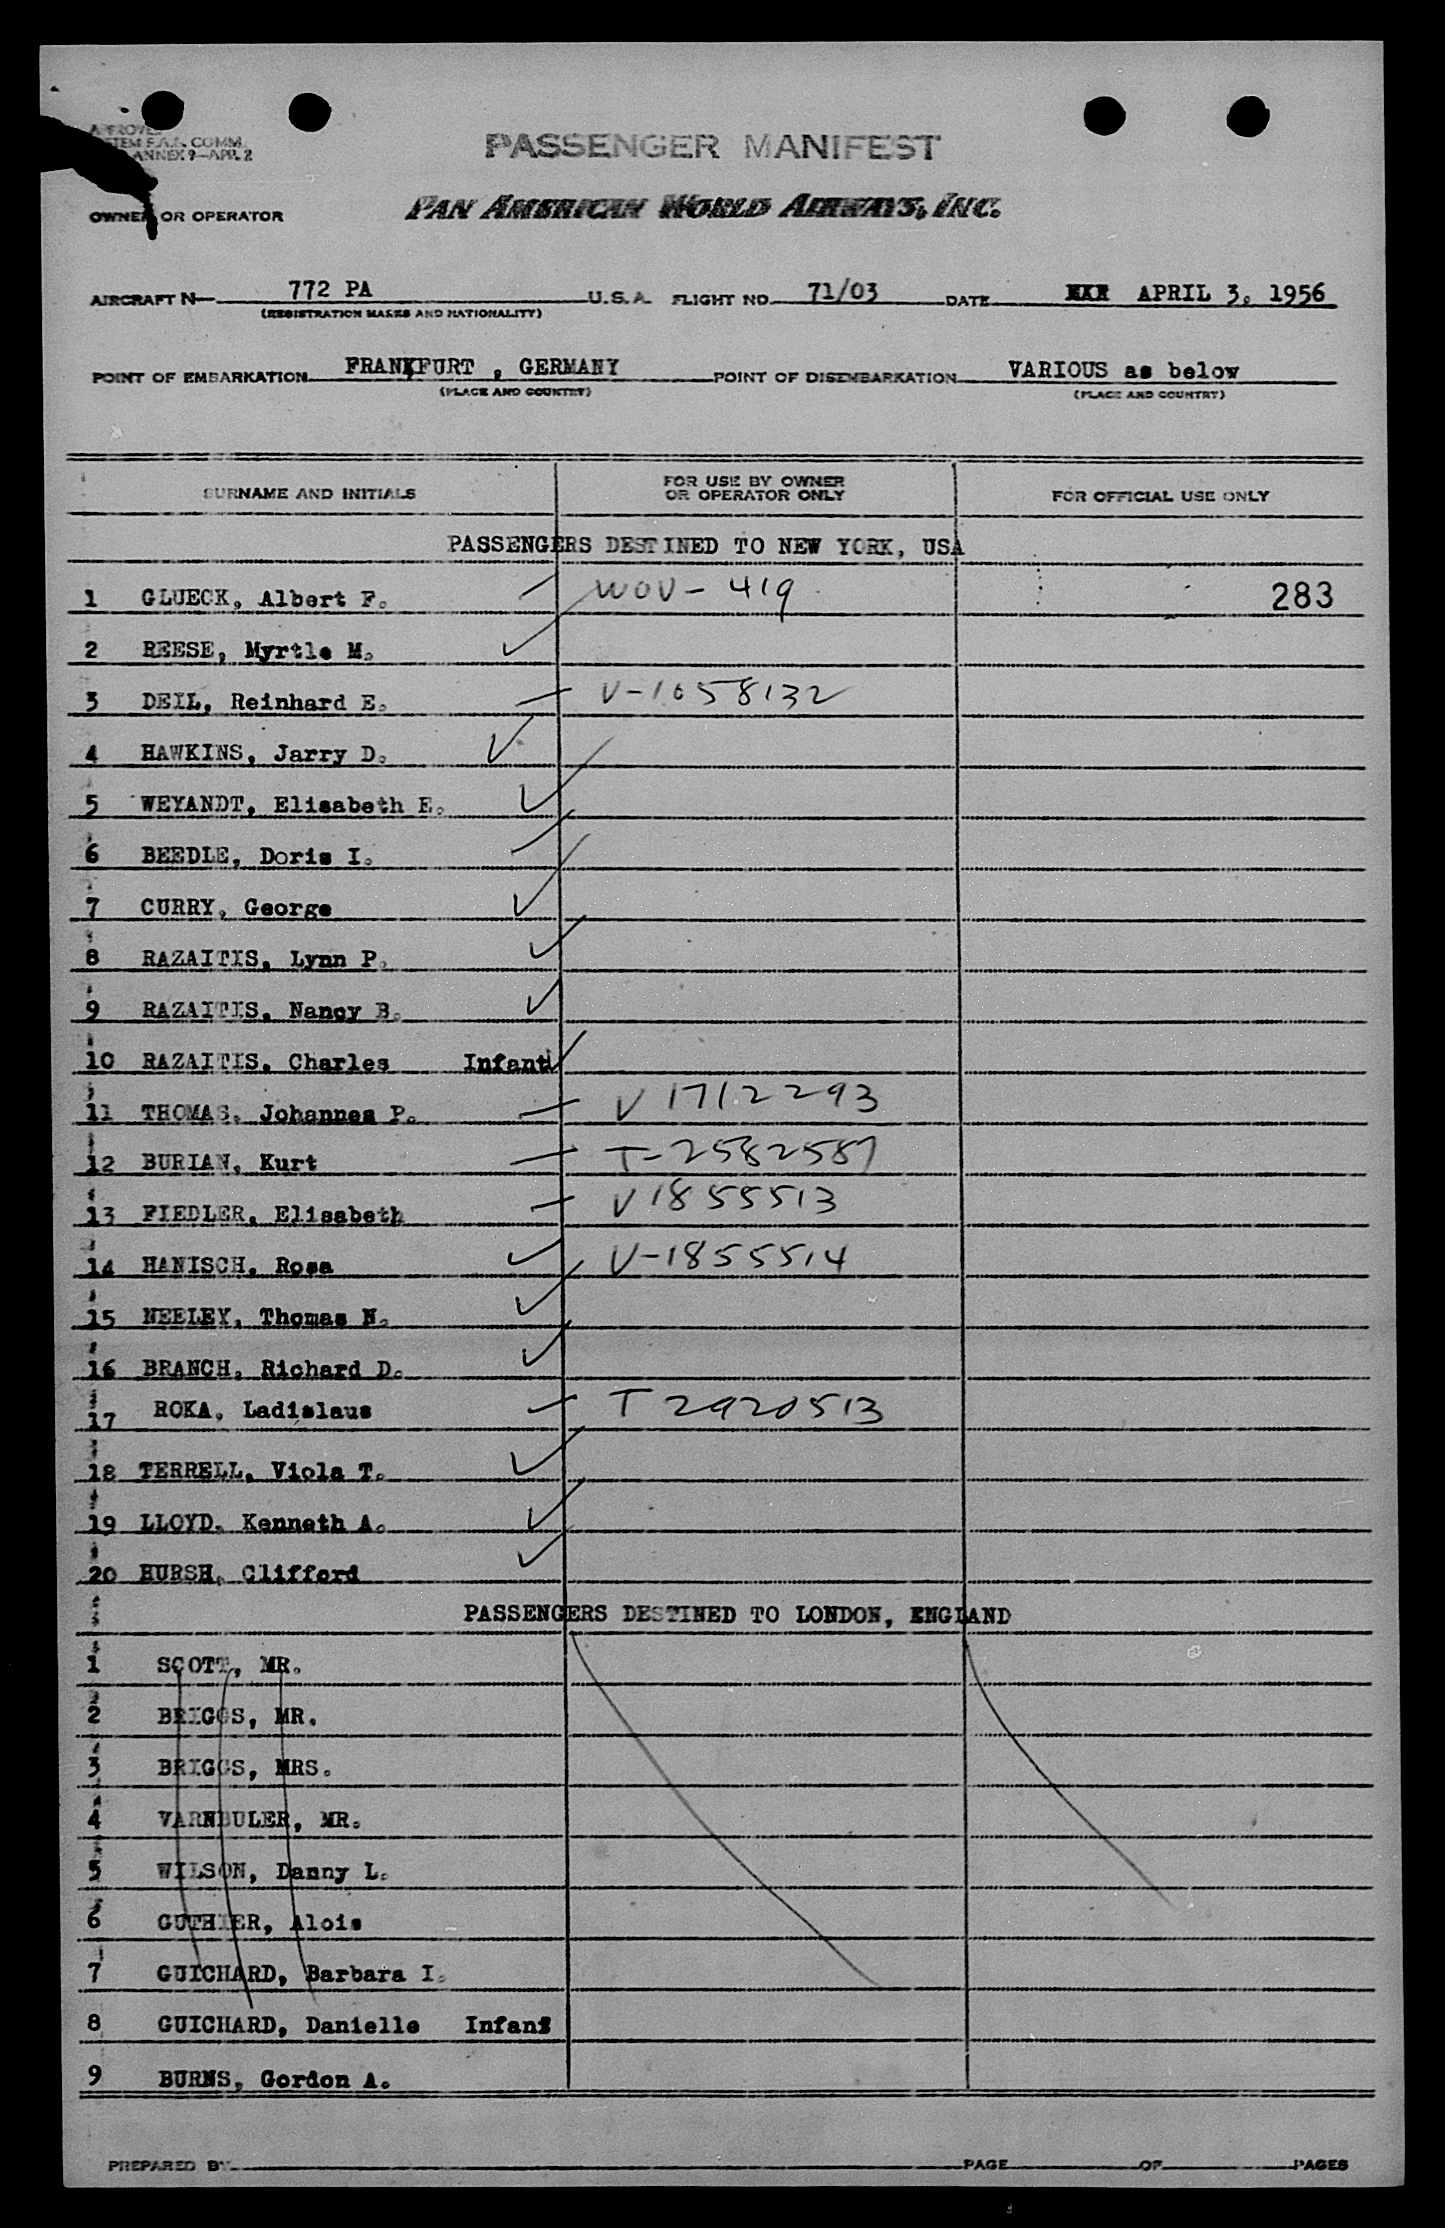 APPROVED
SYSTEM F.A.L. COMM.
ANNEX 9—APP. 2
PASSENGER MANIFEST
OWNER OR OPERATOR PAN AMERICAN WORLD AIRWAYS, INC.
AIRCRAFT N— 772 PA U.S.A. FLIGHT NO. 71/03 DATE APRIL 3, 1956
(REGISTRATION MARKS AND NATIONALITY)
POINT OF EMBARKATION FRANKFURT , GERMANY POINT OF DISEMBARKATION VARIOUS as below
(PLACE AND COUNTRY) (PLACE AND COUNTRY)
SURNAME AND INITIALS FOR USE BY OWNER OR OPERATOR ONLY FOR OFFICIAL USE ONLY
PASSENGERS DESTINED TO NEW YORK, USA
1 GLUECK, Albert F. WOV-419 283
2 REESE, Myrtle M.
3 DEIL, Reinhard E. V-1058132
4 HAWKINS, Jarry D.
5 WEYANDT, Elisabeth E.
6 BEEDLE, Doris I.
7 CURRY, George
8 RAZAITIS, Lynn P.
9 RAZAITIS, Nancy B.
10 RAZAITIS, Charles Infant
11 THOMAS, Johannes P. V 1712293
12 BURIAN, Kurt T-2582587
13 FIEDLER, Elisabeth V 1855513
14 HANISCH, Rosa V-1855514
15 NEELEY, Thomas N.
16 BRANCH, Richard D.
17 ROKA, Ladislaus T 2920513
18 TERRELL, Viola T.
19 LLOYD, Kenneth A.
20 HURSH, Clifford
PASSENGERS DESTINED TO LONDON, ENGLAND
1 SCOTT, MR.
2 BRIGGS, MR.
3 BRIGGS, MRS.
4 VARNBULER, MR.
5 WILSON, Danny L.
6 GUTHIER, Alois
7 GUICHARD, Barbara I.
8 GUICHARD, Danielle Infant
9 BURNS, Gordon A.
PREPARED BY PAGE OF PAGES